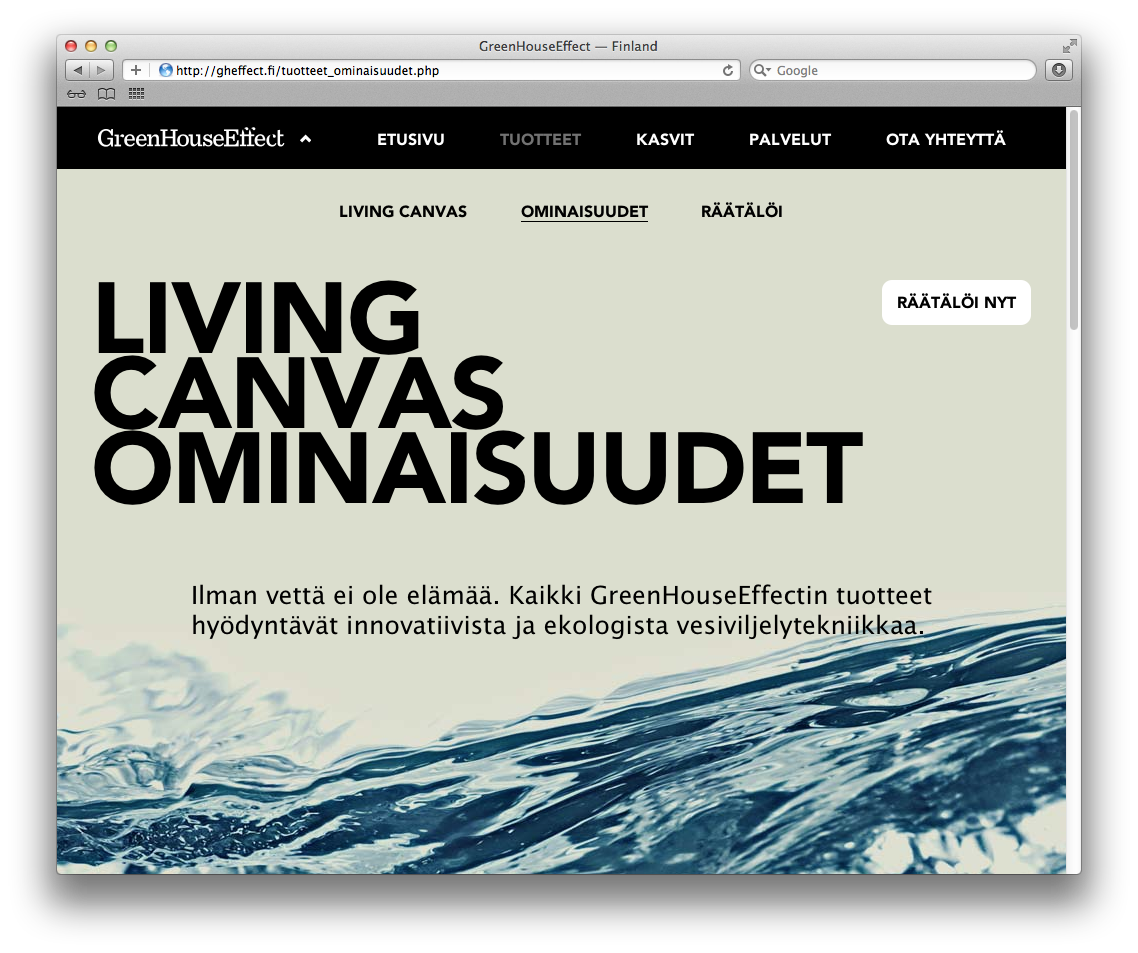 GreenHouseEffect — Finland
http://gheffect.fi/tuotteet_ominaisuudet.php
Google
GreenHouseEffect ETUSIVU TUOTTEET KASVIT PALVELUT OTA YHTEYTTÄ
LIVING CANVAS OMINAISUUDET RÄÄTÄLÖI
LIVING
CANVAS
OMINAISUUDET
RÄÄTÄLÖI NYT
Ilman vettä ei ole elämää. Kaikki GreenHouseEffectin tuotteet
hyödyntävät innovatiivista ja ekologista vesiviljelytekniikkaa.